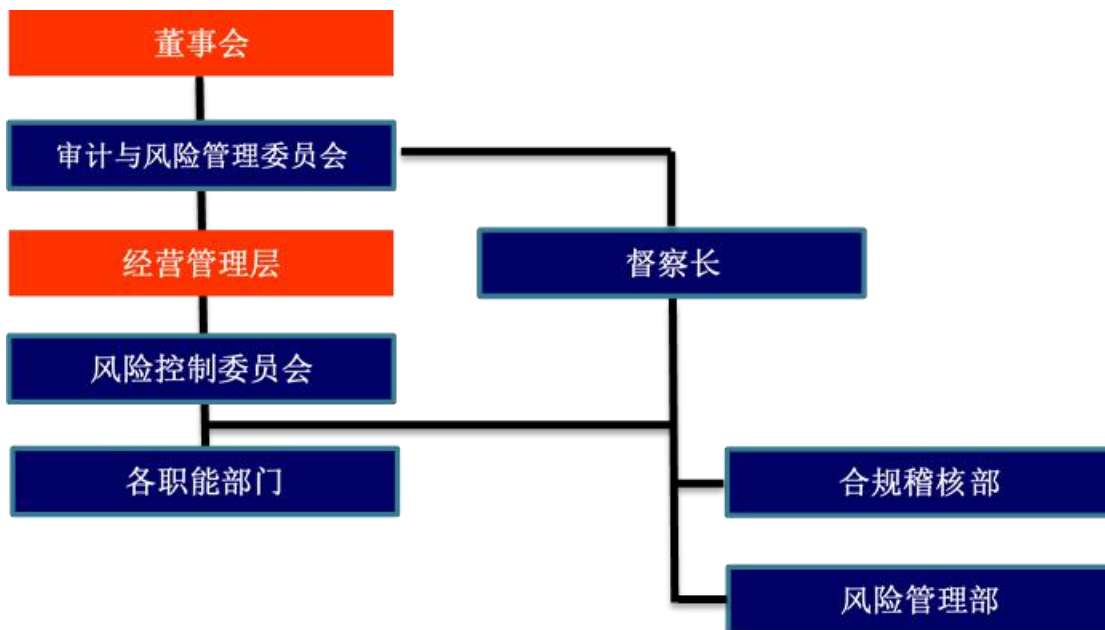 董事会
审计与风险管理委员会
经营管理层
督察长
风险控制委员会
各职能部门
合规稽核部
风险管理部